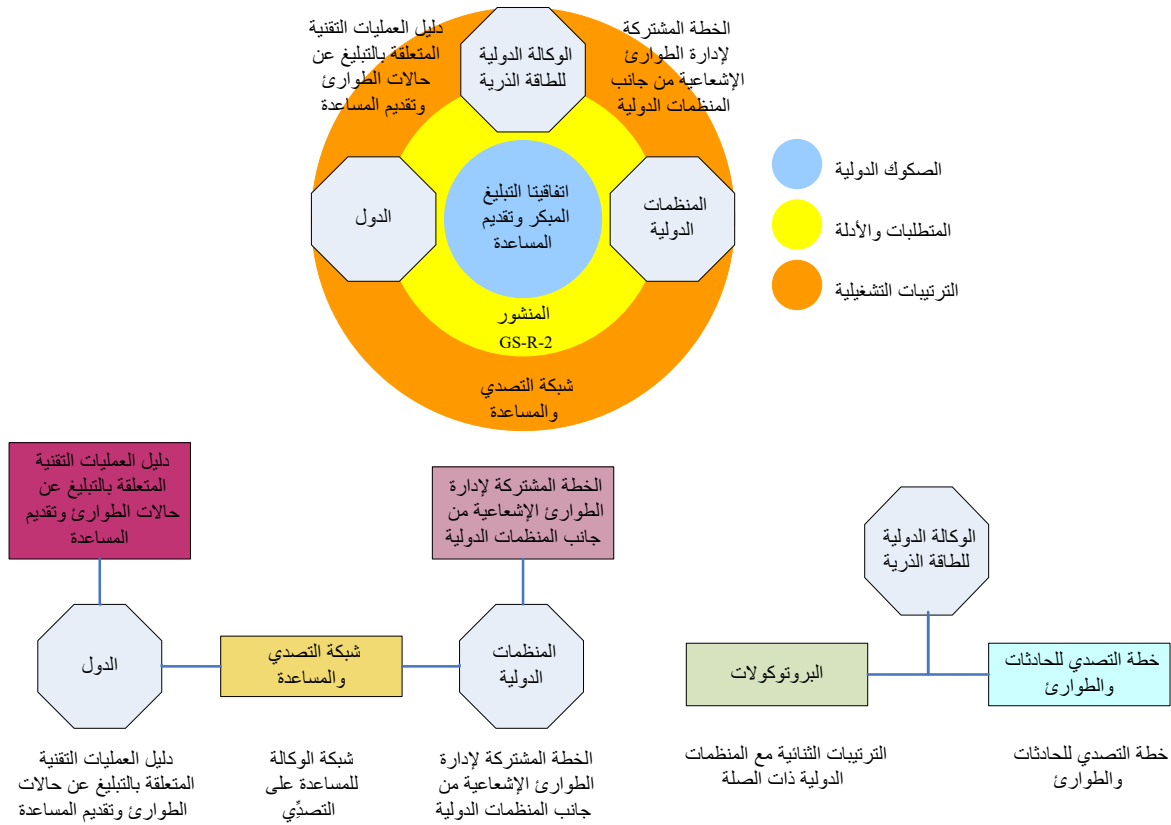 الخطة المشتركة
لإدارة الطوارئ
الإشعاعية من جانب
المنظمات الدولية
الوكالة الدولية
للطاقة الذرية
دليل العمليات التقنية
المتعلقة بالتبليغ عن
حالات الطوارئ
وتقديم المساعدة
المنظمات
الدولية
اتفاقيتا التبليغ
المبكر وتقديم
المساعدة
الدول
المنشور
GS-R-2
شبكة التصدي
والمساعدة
الصكوك الدولية
المتطلبات والأدلة
الترتيبات التشغيلية
دليل العمليات التقنية
المتعلقة بالتبليغ عن
حالات الطوارئ وتقديم
المساعدة
الخطة المشتركة لإدارة
الطوارئ الإشعاعية من
جانب المنظمات الدولية
الدول
شبكة التصدي
والمساعدة
المنظمات
الدولية
دليل العمليات التقنية
المتعلقة بالتبليغ عن حالات
الطوارئ وتقديم المساعدة
شبكة الوكالة
للمساعدة على
التصدِّي
الخطة المشتركة لإدارة
الطوارئ الإشعاعية من
جانب المنظمات الدولية
الوكالة الدولية
للطاقة الذرية
خطة التصدي للحادثات
والطوارئ
البروتوكولات
خطة التصدي للحادثات
والطوارئ
الترتيبات الثنائية مع المنظمات
الدولية ذات الصلة